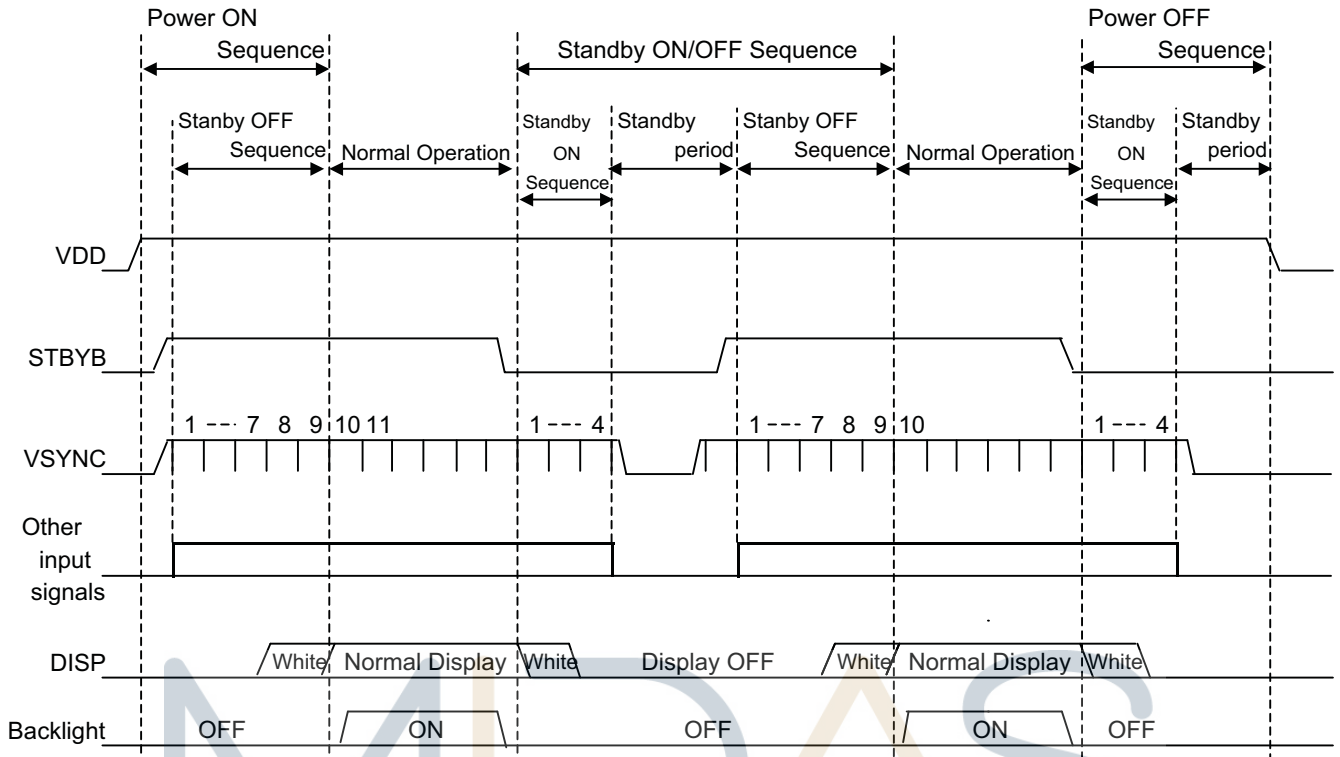 Power ON
Sequence
Standby ON/OFF Sequence
Power OFF
Sequence
Stanby OFF
Sequence
Normal Operation
Standby
ON
Sequence
Standby
period
Stanby OFF
Sequence
Normal Operation
Standby
ON
Sequence
Standby
period
VDD
STBYB
VSYNC
1 --- 7 8 9 10 11 1 --- 4 1 --- 7 8 9 10 1 --- 4
Other
input
signals
DISP White Normal Display White Display OFF White Normal Display White
Backlight OFF ON OFF ON OFF
MIDAS